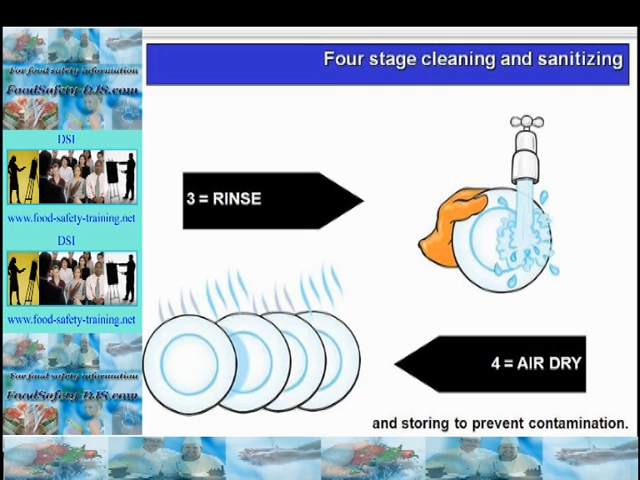 Four stage cleaning and sanitizing
For food safety information
FoodSafety-DJS.com
DSI
www.food-safety-training.net
DSI
www.food-safety-training.net
For food safety information
FoodSafety-DJS.com
3 = RINSE
4 = AIR DRY
and storing to prevent contamination.